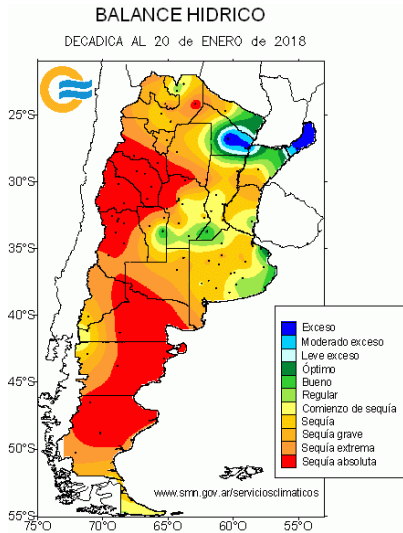 BALANCE HIDRICO
DECADICA AL 20 de ENERO de 2018
25°S
30°S
35°S
40°S
45°S
50°S
55°S
75°O
70°O
65°O
60°O
55°O
Exceso
Moderado exceso
Leve exceso
Óptimo
Bueno
Regular
Comienzo de sequía
Sequía
Sequía grave
Sequía extrema
Sequía absoluta
www.smn.gov.ar/serviciosclimaticos